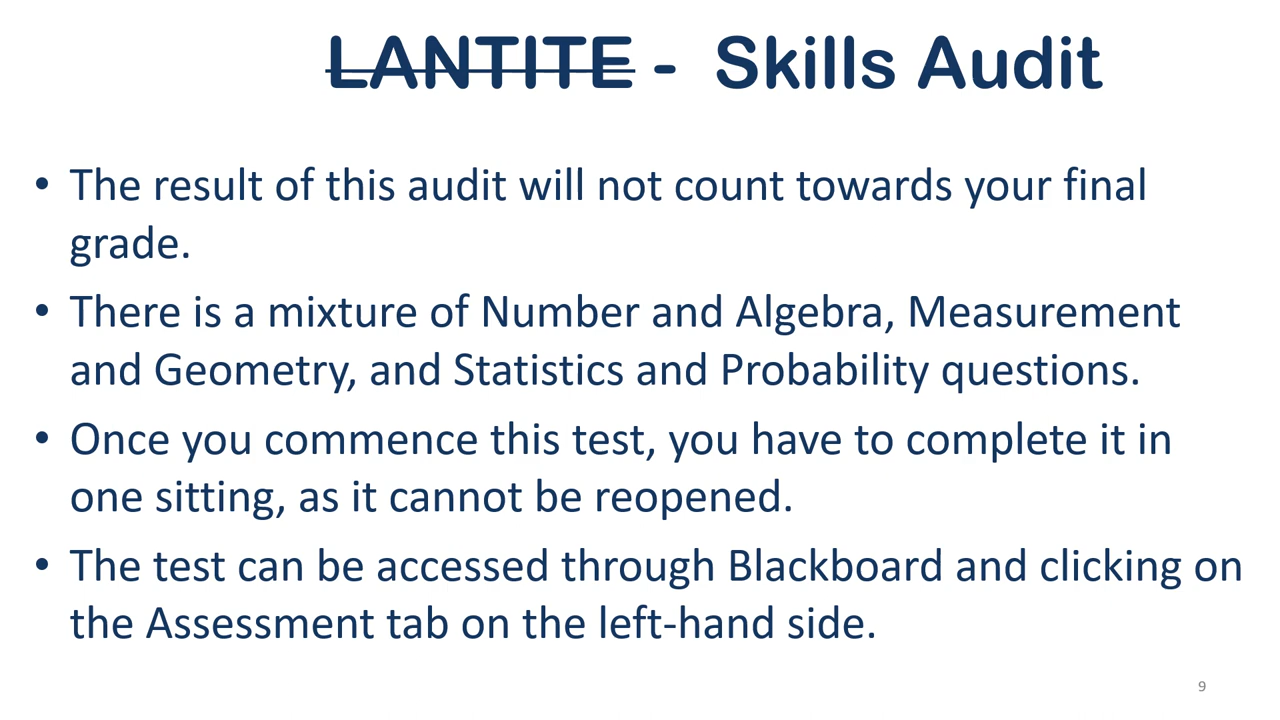 LANTITE - Skills Audit
• The result of this audit will not count towards your final
grade.
• There is a mixture of Number and Algebra, Measurement
and Geometry, and Statistics and Probability questions.
• Once you commence this test, you have to complete it in
one sitting, as it cannot be reopened.
• The test can be accessed through Blackboard and clicking on
the Assessment tab on the left-hand side.
9